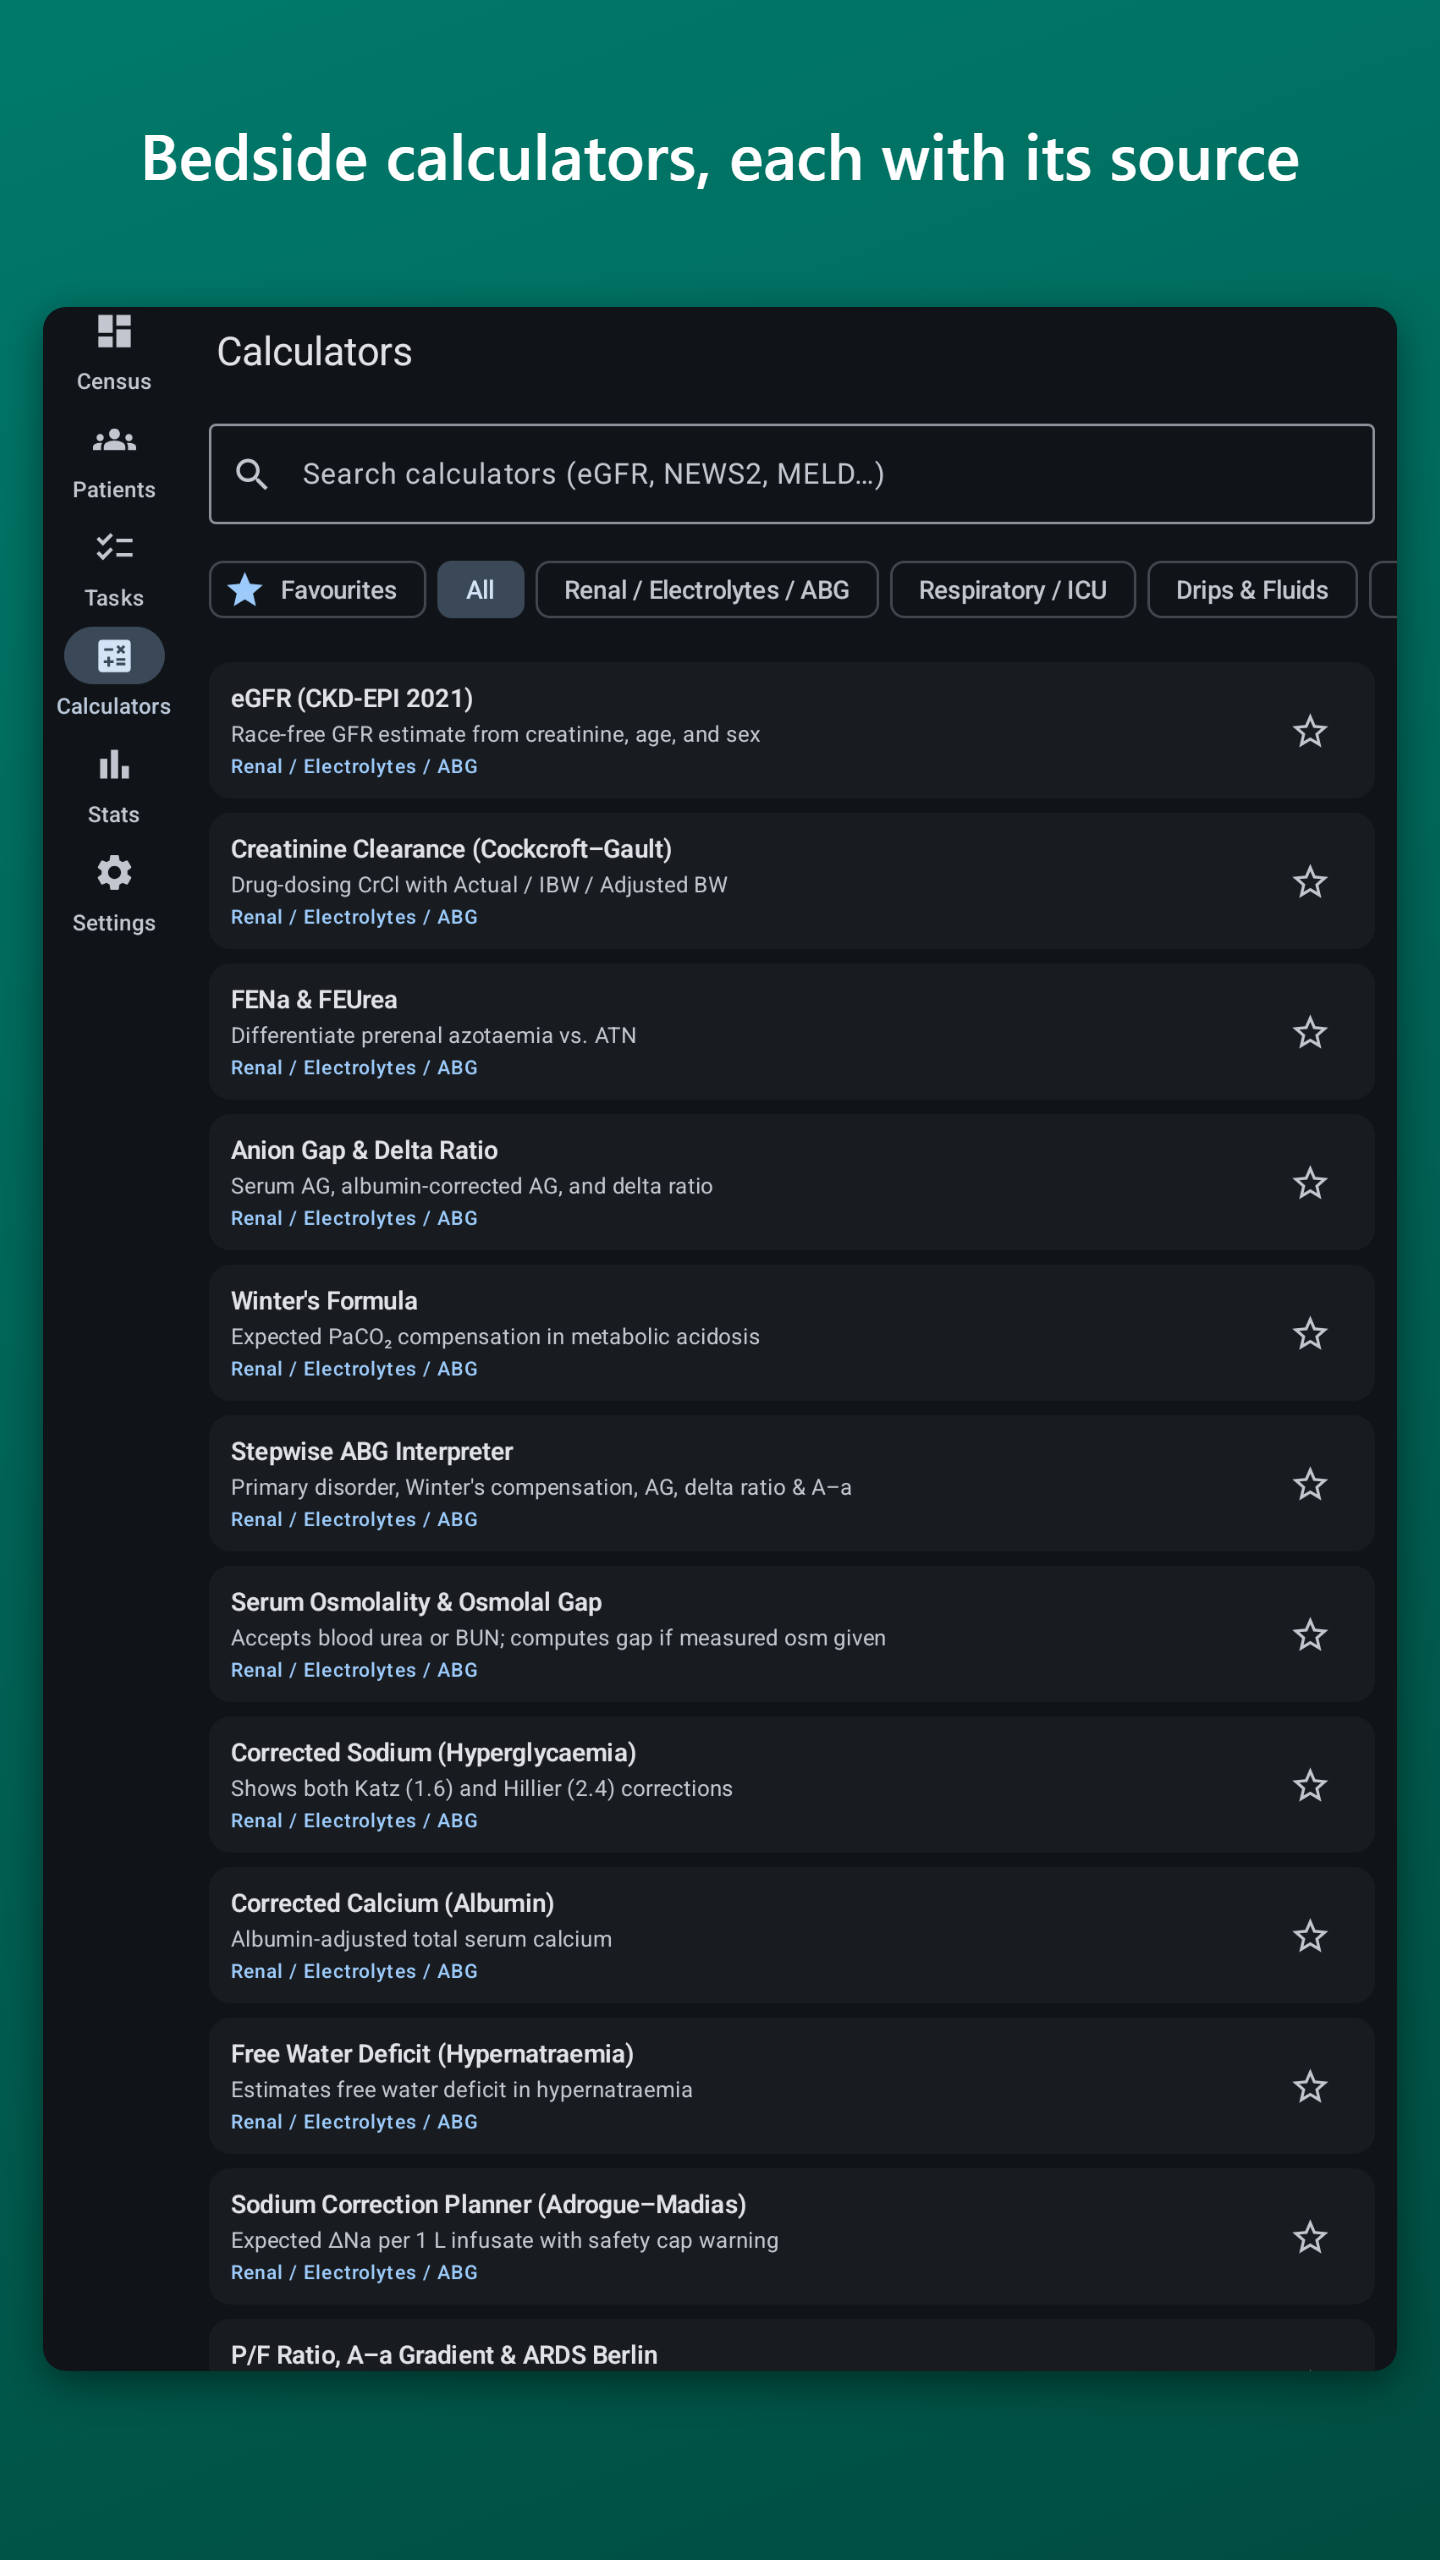 Bedside calculators, each with its source
Census
Patients
Tasks
Calculators
Stats
Settings
Calculators
Search calculators (eGFR, NEWS2, MELD...)
Favourites
All
Renal / Electrolytes / ABG
Respiratory / ICU
Drips & Fluids
eGFR (CKD-EPI 2021)
Race-free GFR estimate from creatinine, age, and sex
Renal / Electrolytes / ABG
Creatinine Clearance (Cockcroft–Gault)
Drug-dosing CrCl with Actual / IBW / Adjusted BW
Renal / Electrolytes / ABG
FENa & FEUrea
Differentiate prerenal azotaemia vs. ATN
Renal / Electrolytes / ABG
Anion Gap & Delta Ratio
Serum AG, albumin-corrected AG, and delta ratio
Renal / Electrolytes / ABG
Winter's Formula
Expected PaCO₂ compensation in metabolic acidosis
Renal / Electrolytes / ABG
Stepwise ABG Interpreter
Primary disorder, Winter's compensation, AG, delta ratio & A–a
Renal / Electrolytes / ABG
Serum Osmolality & Osmolal Gap
Accepts blood urea or BUN; computes gap if measured osm given
Renal / Electrolytes / ABG
Corrected Sodium (Hyperglycaemia)
Shows both Katz (1.6) and Hillier (2.4) corrections
Renal / Electrolytes / ABG
Corrected Calcium (Albumin)
Albumin-adjusted total serum calcium
Renal / Electrolytes / ABG
Free Water Deficit (Hypernatraemia)
Estimates free water deficit in hypernatraemia
Renal / Electrolytes / ABG
Sodium Correction Planner (Adrogue–Madias)
Expected ΔNa per 1 L infusate with safety cap warning
Renal / Electrolytes / ABG
P/F Ratio, A–a Gradient & ARDS Berlin